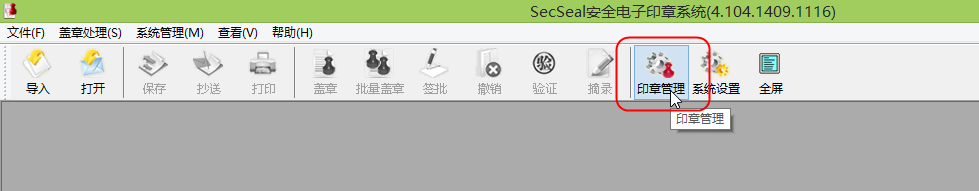 SecSeal安全电子印章系统(4.104.1409.1116)
文件(F) 盖章处理(S) 系统管理(M) 查看(V) 帮助(H)
导入 打开 保存 抄送 打印 盖章 批量盖章 签批 撤销 验证 摘录 印章管理 系统设置 全屏
印章管理